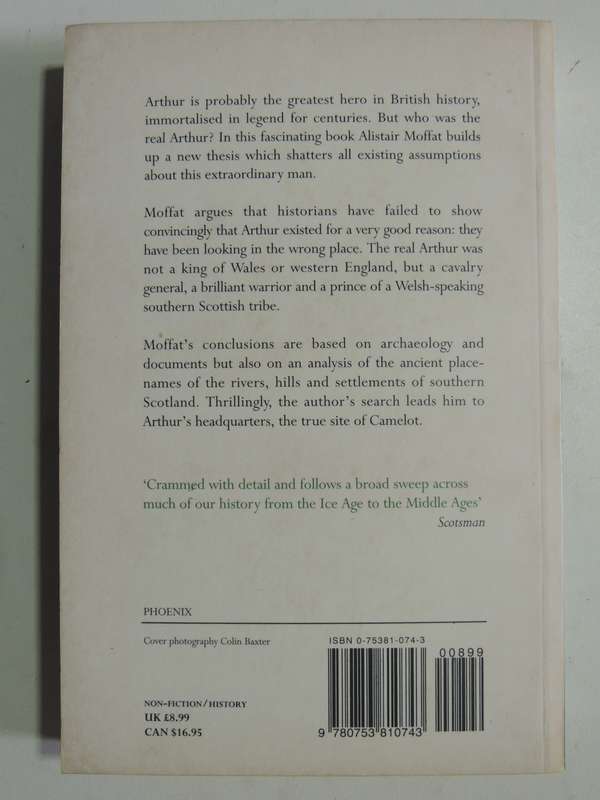 Arthur is probably the greatest hero in British history,
immortalised in legend for centuries. But who was the
real Arthur? In this fascinating book Alistair Moffat builds
up a new thesis which shatters all existing assumptions
about this extraordinary man.
Moffat argues that historians have failed to show
convincingly that Arthur existed for a very good reason: they
have been looking in the wrong place. The real Arthur was
not a king of Wales or western England, but a cavalry
general, a brilliant warrior and a prince of a Welsh-speaking
southern Scottish tribe.
Moffat's conclusions are based on archaeology and
documents but also on an analysis of the ancient place-
names of the rivers, hills and settlements of southern
Scotland. Thrillingly, the author's search leads him to
Arthur's headquarters, the true site of Camelot.
'Crammed with detail and follows a broad sweep across
much of our history from the Ice Age to the Middle Ages'
Scotsman
PHOENIX
Cover photography Colin Baxter
ISBN 0-75381-074-3
00899
9 780753 810743
NON-FICTION/HISTORY
UK £8.99
CAN $16.95